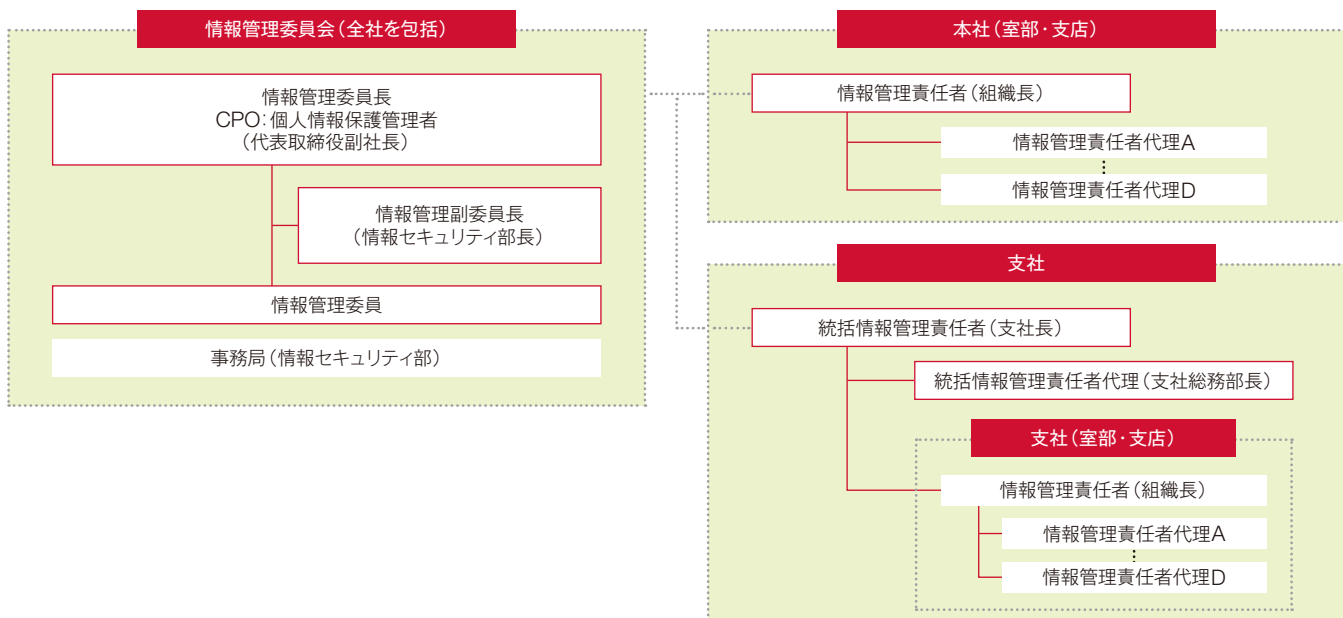 情報管理委員会（全社を包括）
情報管理委員長
CPO：個人情報保護管理者
（代表取締役副社長）
情報管理副委員長
（情報セキュリティ部長）
情報管理委員
事務局（情報セキュリティ部）
本社（室部・支店）
情報管理責任者（組織長）
情報管理責任者代理A
情報管理責任者代理D
支社
統括情報管理責任者（支社長）
統括情報管理責任者代理（支社総務部長）
支社（室部・支店）
情報管理責任者（組織長）
情報管理責任者代理A
情報管理責任者代理D